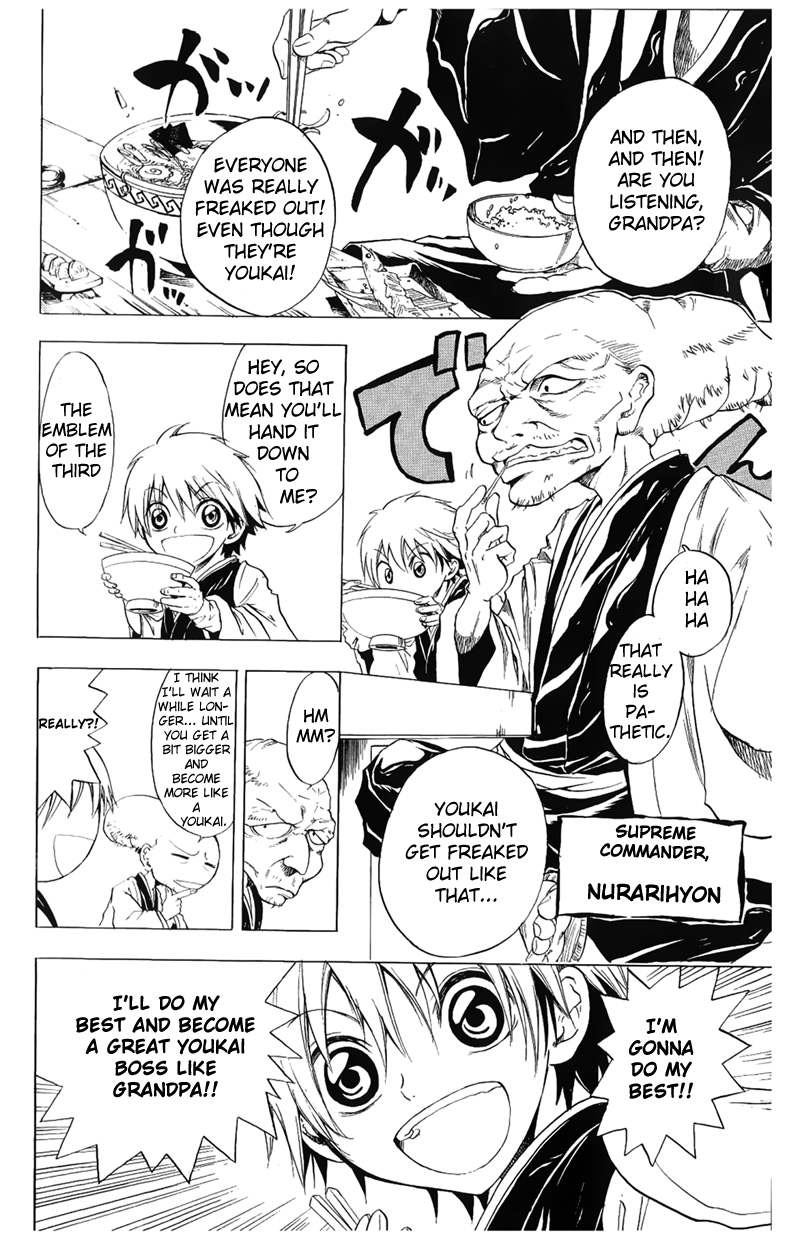 AND THEN,
AND THEN!
ARE YOU
LISTENING,
GRANDPA?
EVERYONE
WAS REALLY
FREAKED OUT!
EVEN THOUGH
THEY'RE
YOUKAI!
ガッ
ガッ
ガッ
でん
HA
HA
HA
THAT
REALLY
IS
PA-
THETIC.
YOUKAI
SHOULDN'T
GET FREAKED
OUT LIKE
THAT...
SUPREME
COMMANDER,
NURARIHYON
HEY, SO
DOES THAT
MEAN YOU'LL
HAND IT
DOWN
TO
ME?
THE
EMBLEM
OF THE
THIRD
HM
MM?
I THINK
I'LL WAIT A
WHILE LON-
GER... UNTIL
YOU GET A
BIT BIGGER
AND
BECOME
MORE LIKE
A
YOUKAI.
REALLY?!
I'M
GONNA
DO MY
BEST!!
I'LL DO MY
BEST AND BECOME
A GREAT YOUKAI
BOSS LIKE
GRANDPA!!